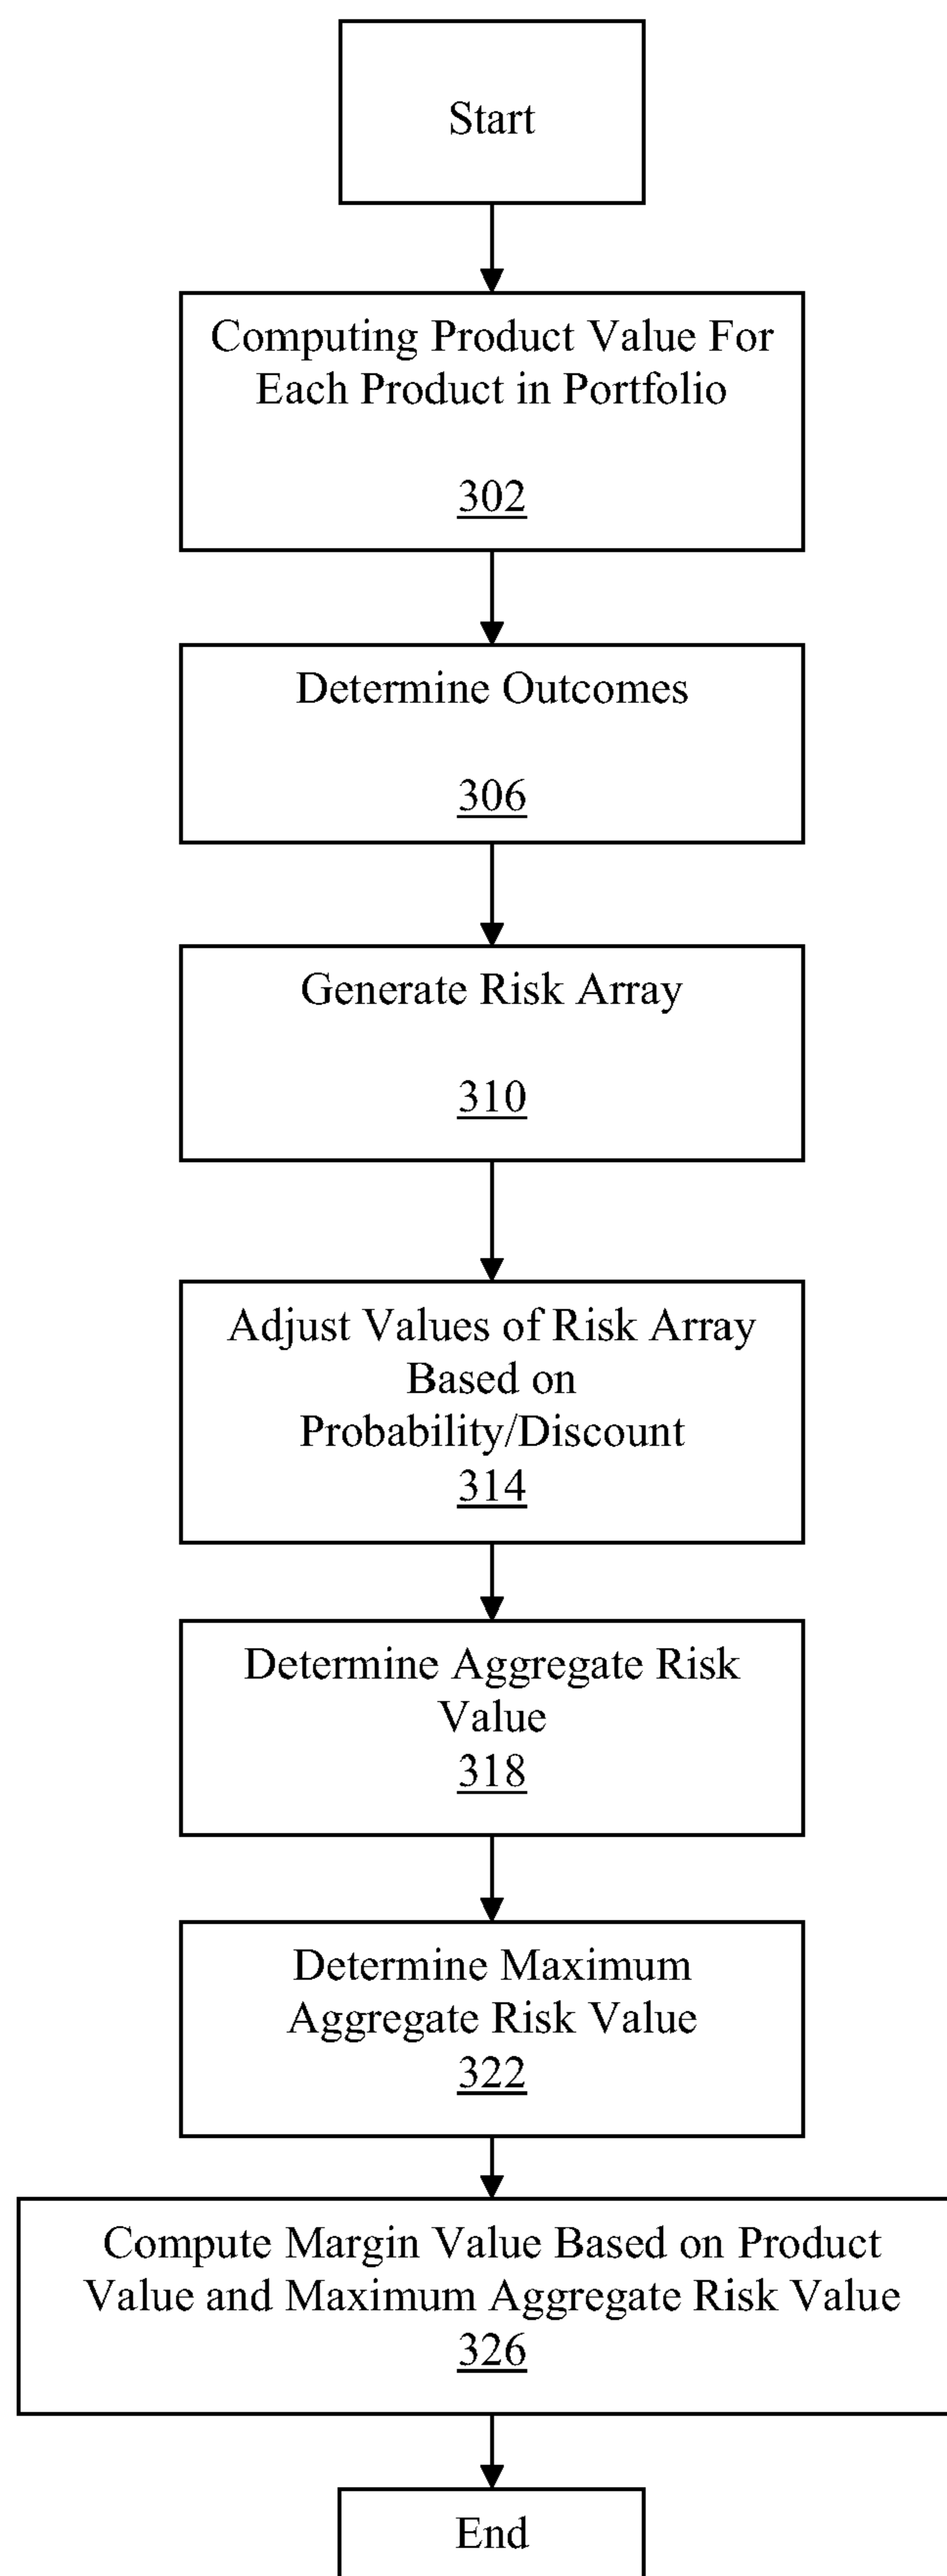 Start
Computing Product Value For
Each Product in Portfolio
302
Determine Outcomes
306
Generate Risk Array
310
Adjust Values of Risk Array
Based on
Probability/Discount
314
Determine Aggregate Risk
Value
318
Determine Maximum
Aggregate Risk Value
322
Compute Margin Value Based on Product
Value and Maximum Aggregate Risk Value
326
End